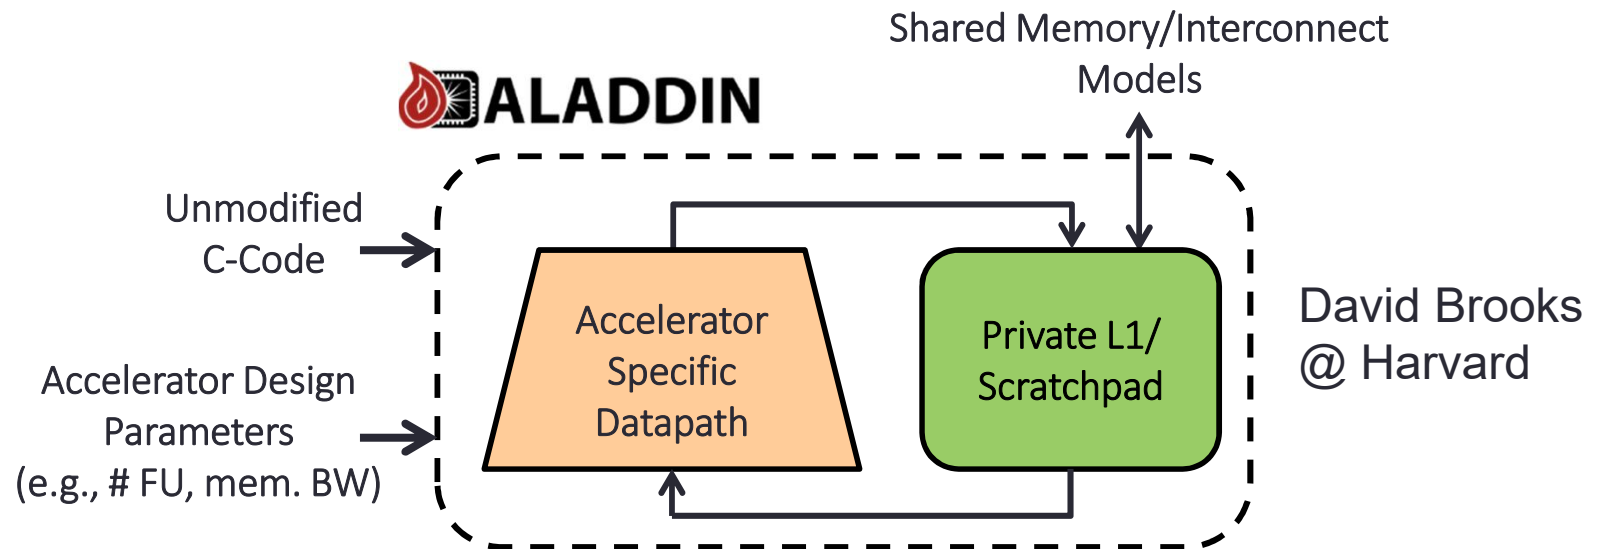 Shared Memory/Interconnect
Models
ALADDIN
Unmodified
C-Code
Accelerator Design
Parameters
(e.g., # FU, mem. BW)
Accelerator
Specific
Datapath
Private L1/
Scratchpad
David Brooks
@ Harvard